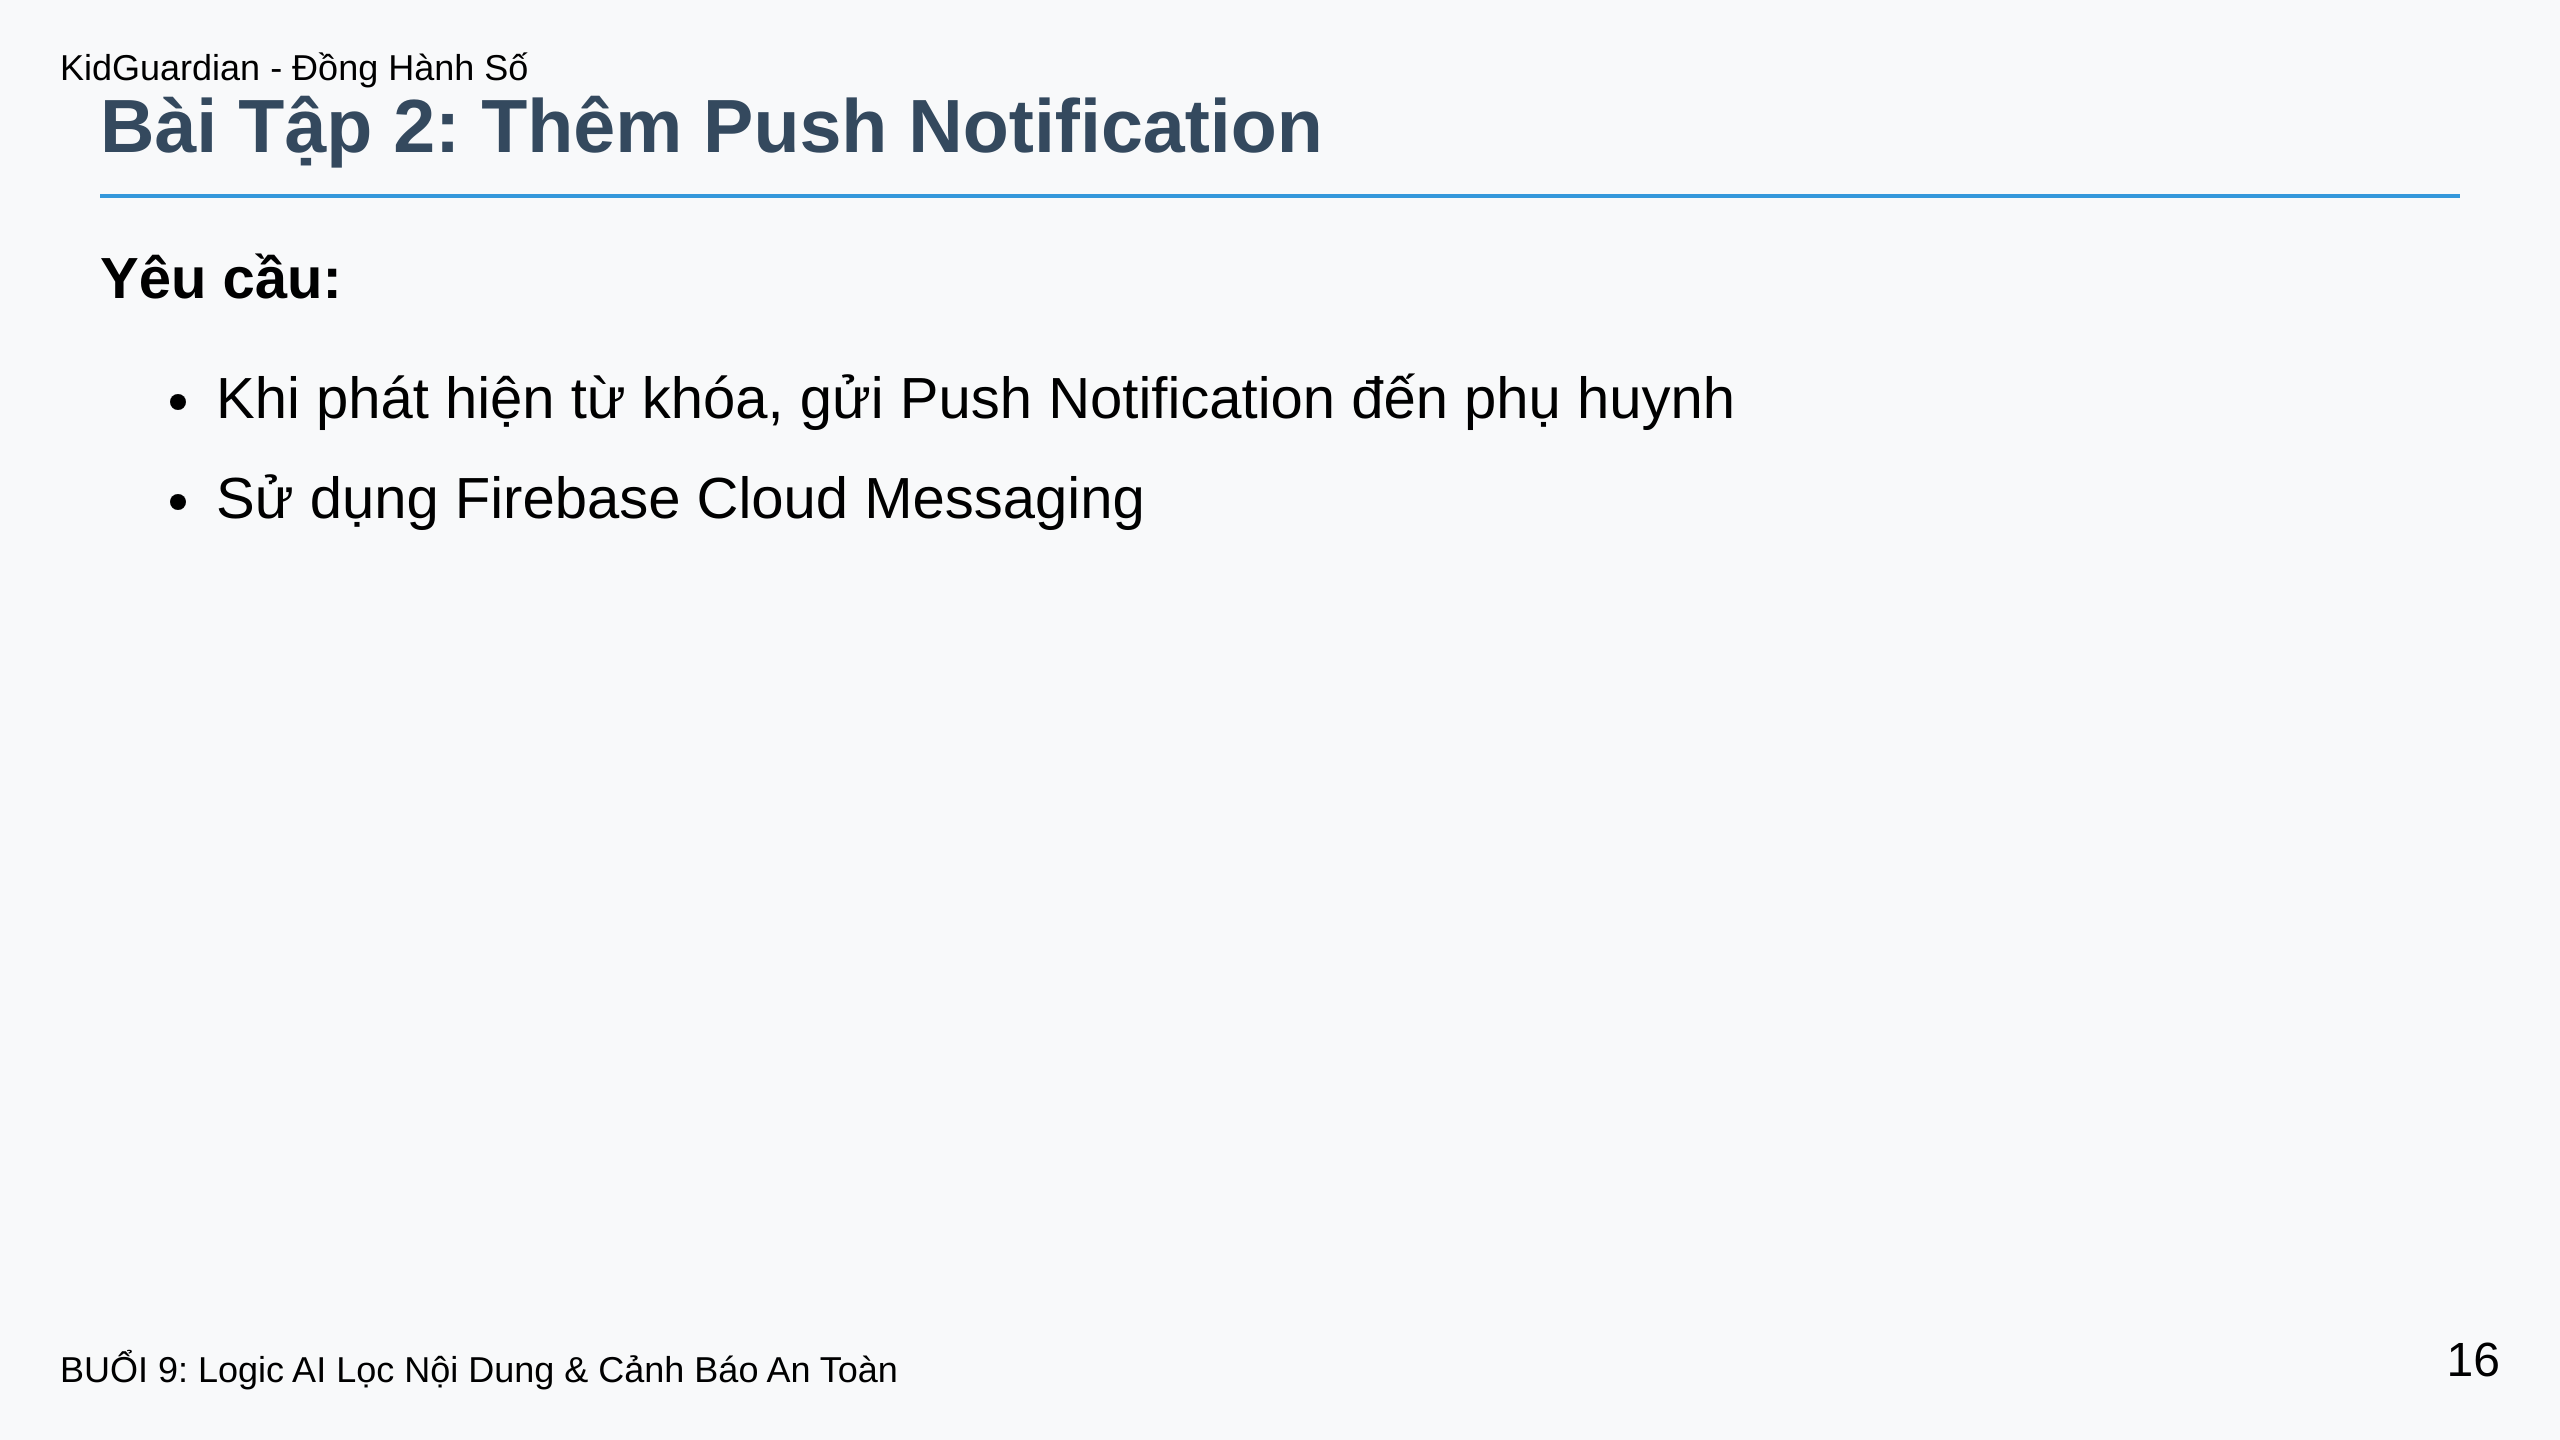 KidGuardian - Đồng Hành Số
Bài Tập 2: Thêm Push Notification
Yêu cầu:
• Khi phát hiện từ khóa, gửi Push Notification đến phụ huynh
• Sử dụng Firebase Cloud Messaging
BUỔI 9: Logic AI Lọc Nội Dung & Cảnh Báo An Toàn
16